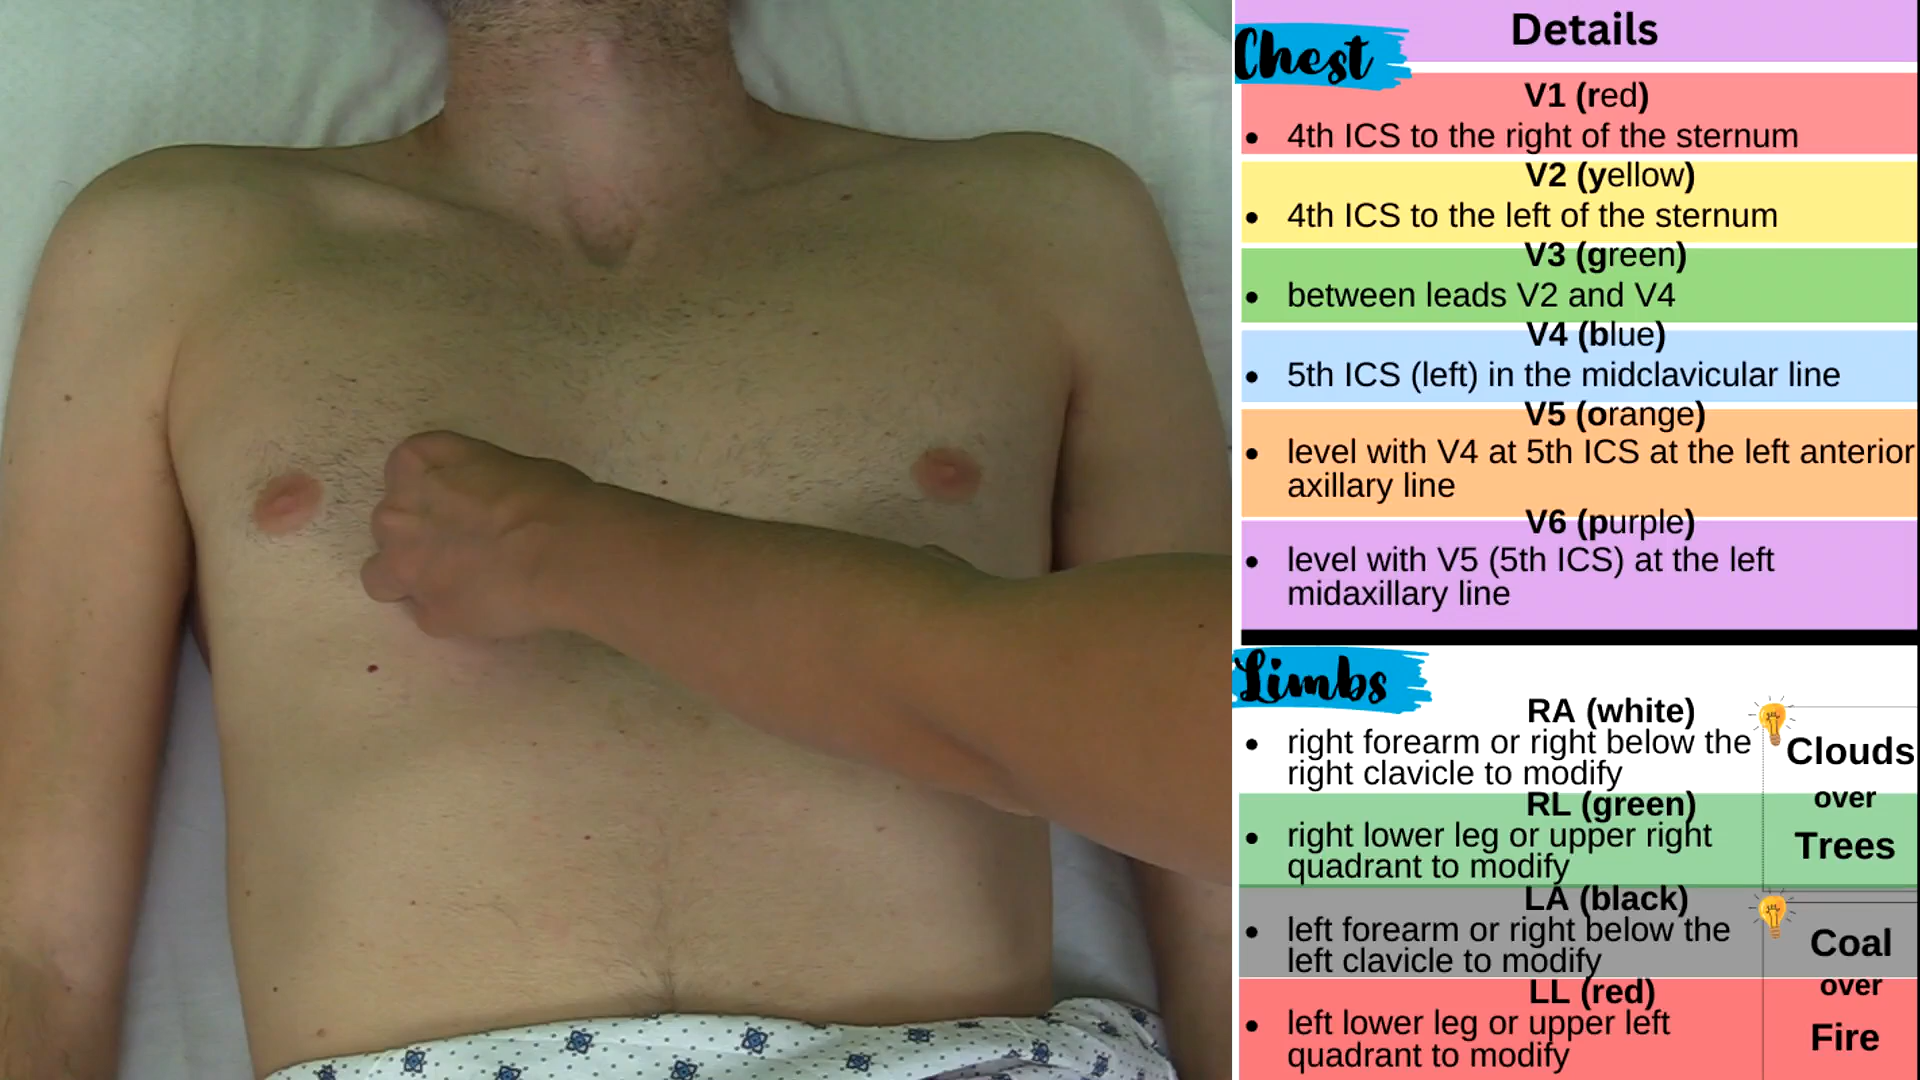 Details
Chest
V1 (red)
• 4th ICS to the right of the sternum
V2 (yellow)
• 4th ICS to the left of the sternum
V3 (green)
• between leads V2 and V4
V4 (blue)
• 5th ICS (left) in the midclavicular line
V5 (orange)
• level with V4 at 5th ICS at the left anterior
axillary line
V6 (purple)
• level with V5 (5th ICS) at the left
midaxillary line
Limbs
RA (white)
• right forearm or right below the
right clavicle to modify
RL (green)
• right lower leg or upper right
quadrant to modify
Clouds
over
Trees
LA (black)
• left forearm or right below the
left clavicle to modify
LL (red)
• left lower leg or upper left
quadrant to modify
Coal
over
Fire